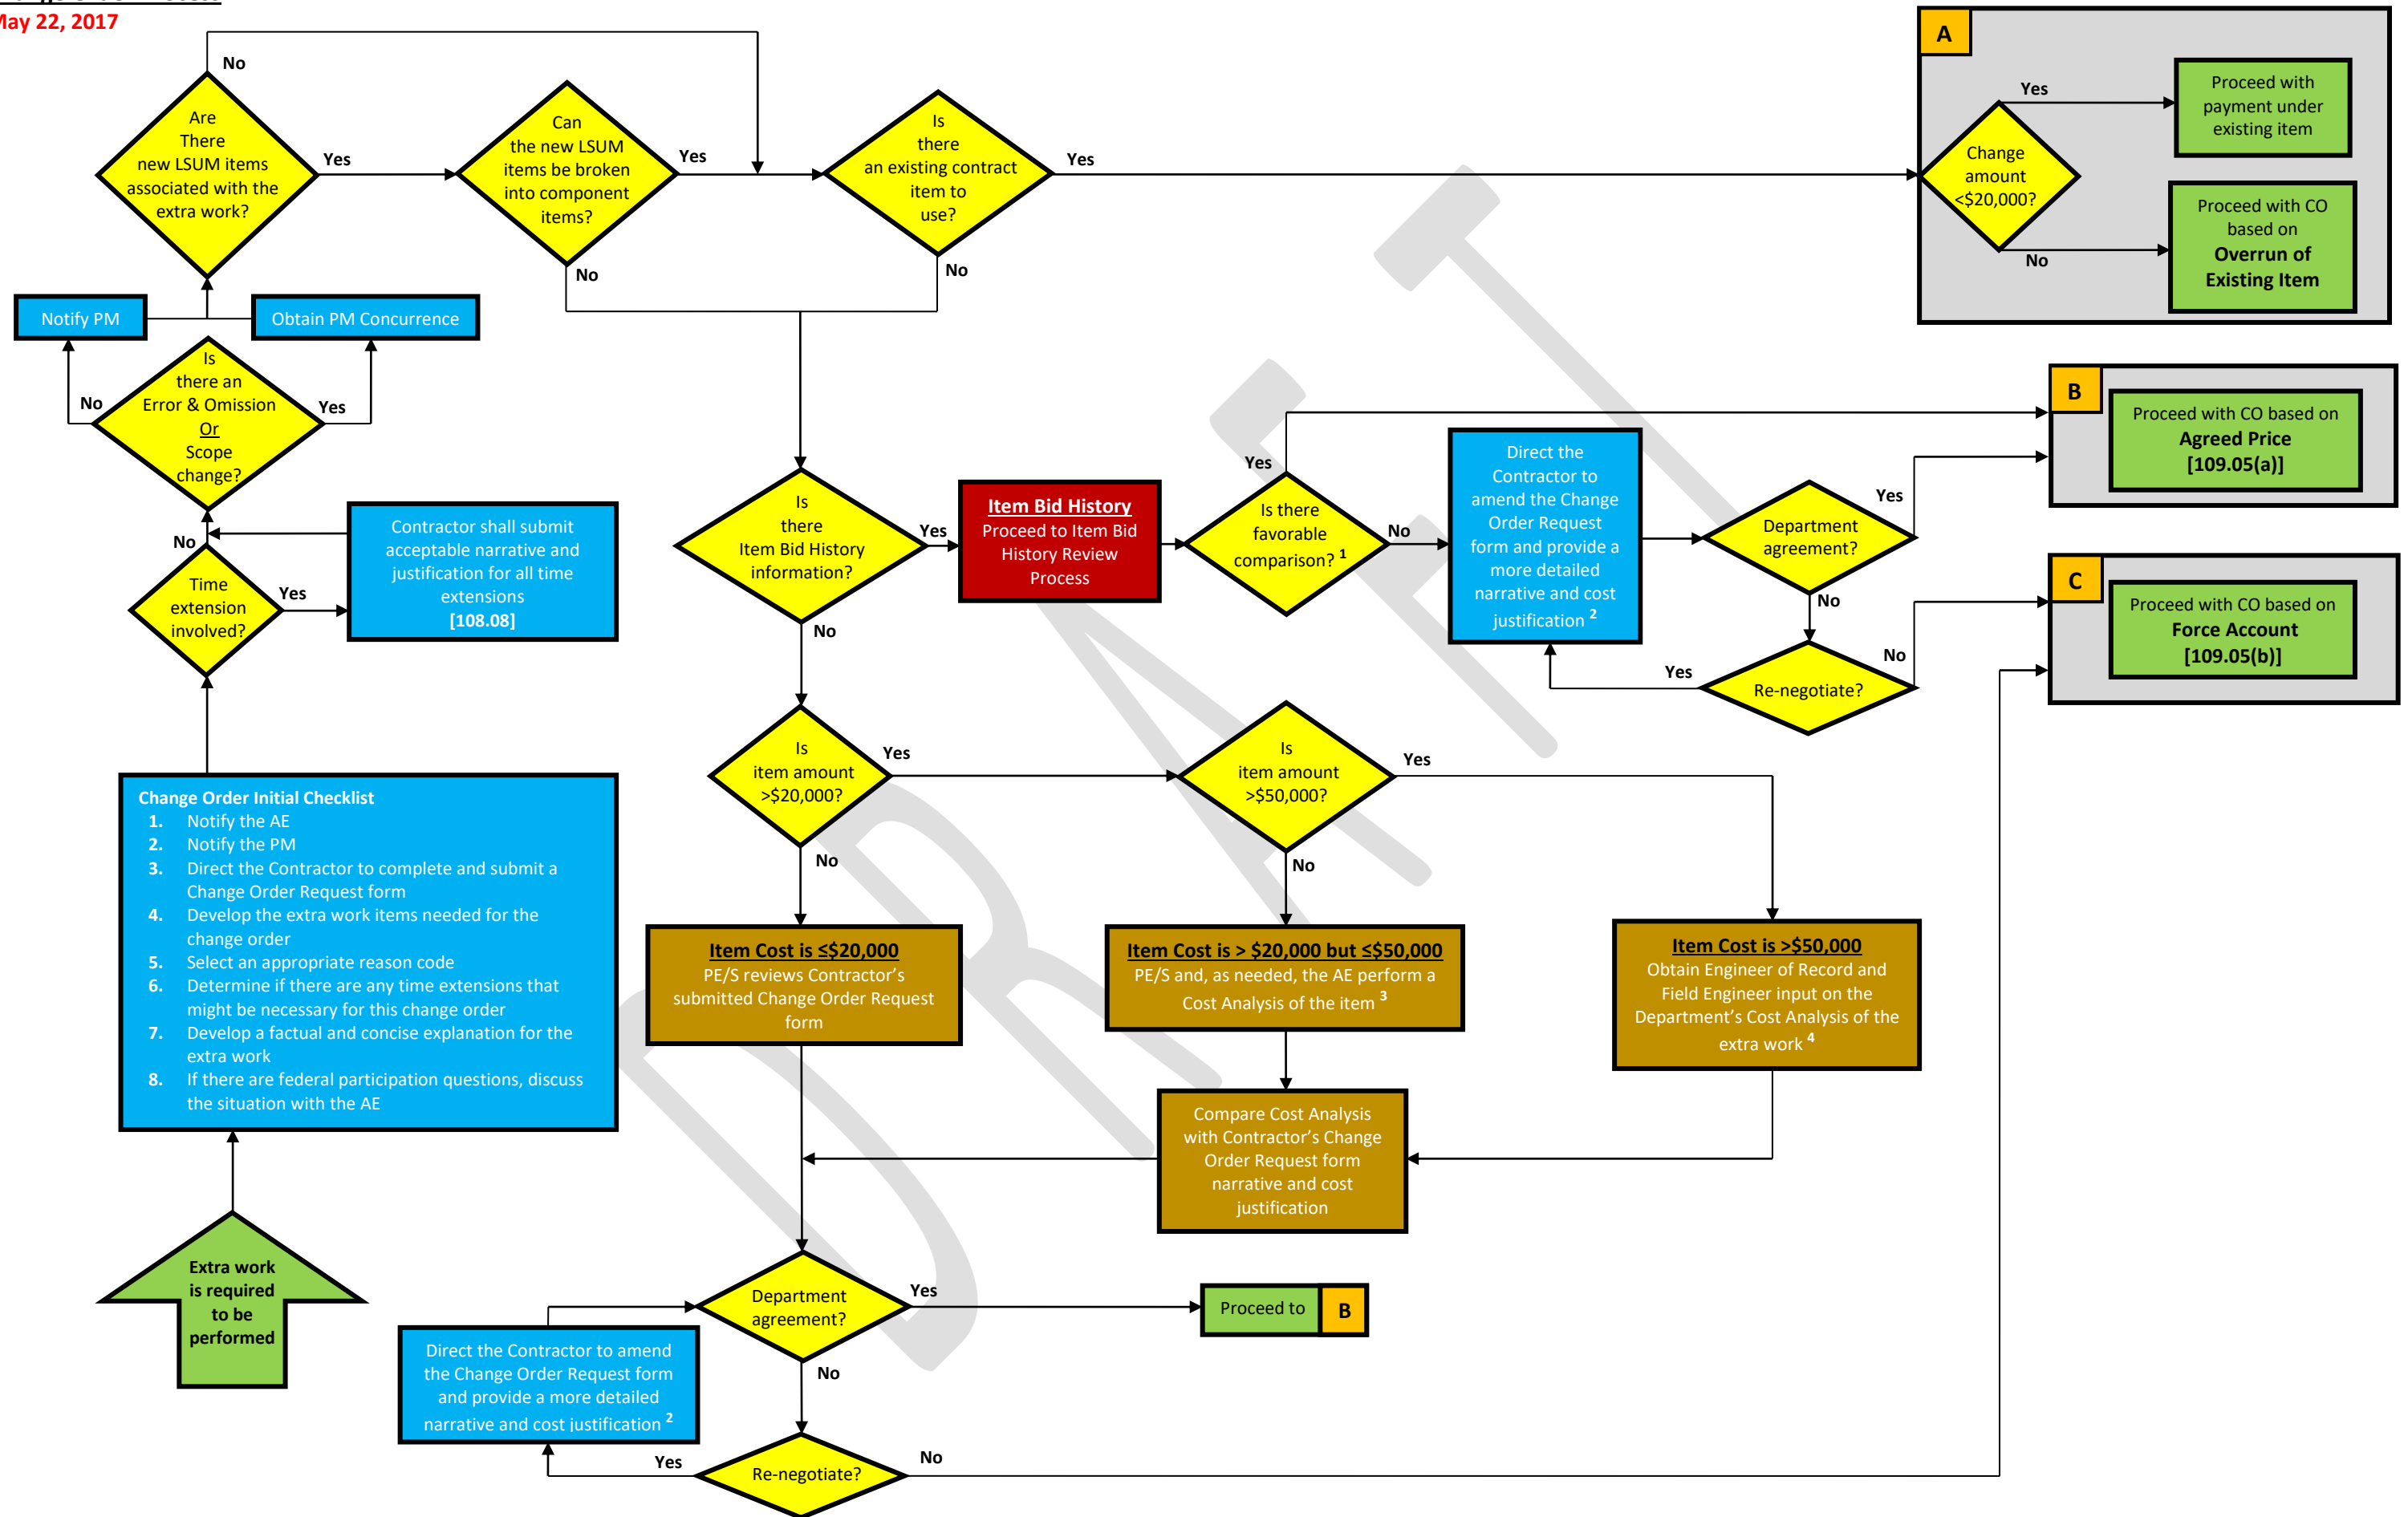 May 22, 2017
No
Are
There
new LSUM items
associated with the
extra work?
Yes
Can
the new LSUM
items be broken
into component
items?
Yes
No
Is
there
an existing contract
item to
use?
Yes
No
A
Change
amount
<$20,000?
Yes
Proceed with
payment under
existing item
No
Proceed with CO
based on
Overrun of
Existing Item
Notify PM
Obtain PM Concurrence
Is
there an
Error & Omission
Or
Scope
change?
No
Yes
No
Time
extension
involved?
Yes
Contractor shall submit
acceptable narrative and
justification for all time
extensions
[108.08]
Is
there
Item Bid History
information?
Yes
No
Item Bid History
Proceed to Item Bid
History Review
Process
Yes
Is there
favorable
comparison? 1
No
Direct the
Contractor to
amend the Change
Order Request
form and provide a
more detailed
narrative and cost
justification 2
Department
agreement?
Yes
No
Re-negotiate?
Yes
No
B
Proceed with CO based on
Agreed Price
[109.05(a)]
C
Proceed with CO based on
Force Account
[109.05(b)]
Is
item amount
>$20,000?
Yes
No
Is
item amount
>$50,000?
Yes
No
Change Order Initial Checklist
1. Notify the AE
2. Notify the PM
3. Direct the Contractor to complete and submit a
Change Order Request form
4. Develop the extra work items needed for the
change order
5. Select an appropriate reason code
6. Determine if there are any time extensions that
might be necessary for this change order
7. Develop a factual and concise explanation for the
extra work
8. If there are federal participation questions, discuss
the situation with the AE
Item Cost is ≤$20,000
PE/S reviews Contractor's
submitted Change Order Request
form
Item Cost is > $20,000 but ≤$50,000
PE/S and, as needed, the AE perform a
Cost Analysis of the item 3
Item Cost is >$50,000
Obtain Engineer of Record and
Field Engineer input on the
Department's Cost Analysis of the
extra work 4
Compare Cost Analysis
with Contractor's Change
Order Request form
narrative and cost
justification
Extra work
is required
to be
performed
Department
agreement?
Yes
No
Proceed to B
Direct the Contractor to amend
the Change Order Request form
and provide a more detailed
narrative and cost justification 2
Re-negotiate?
Yes
No
DRAFT